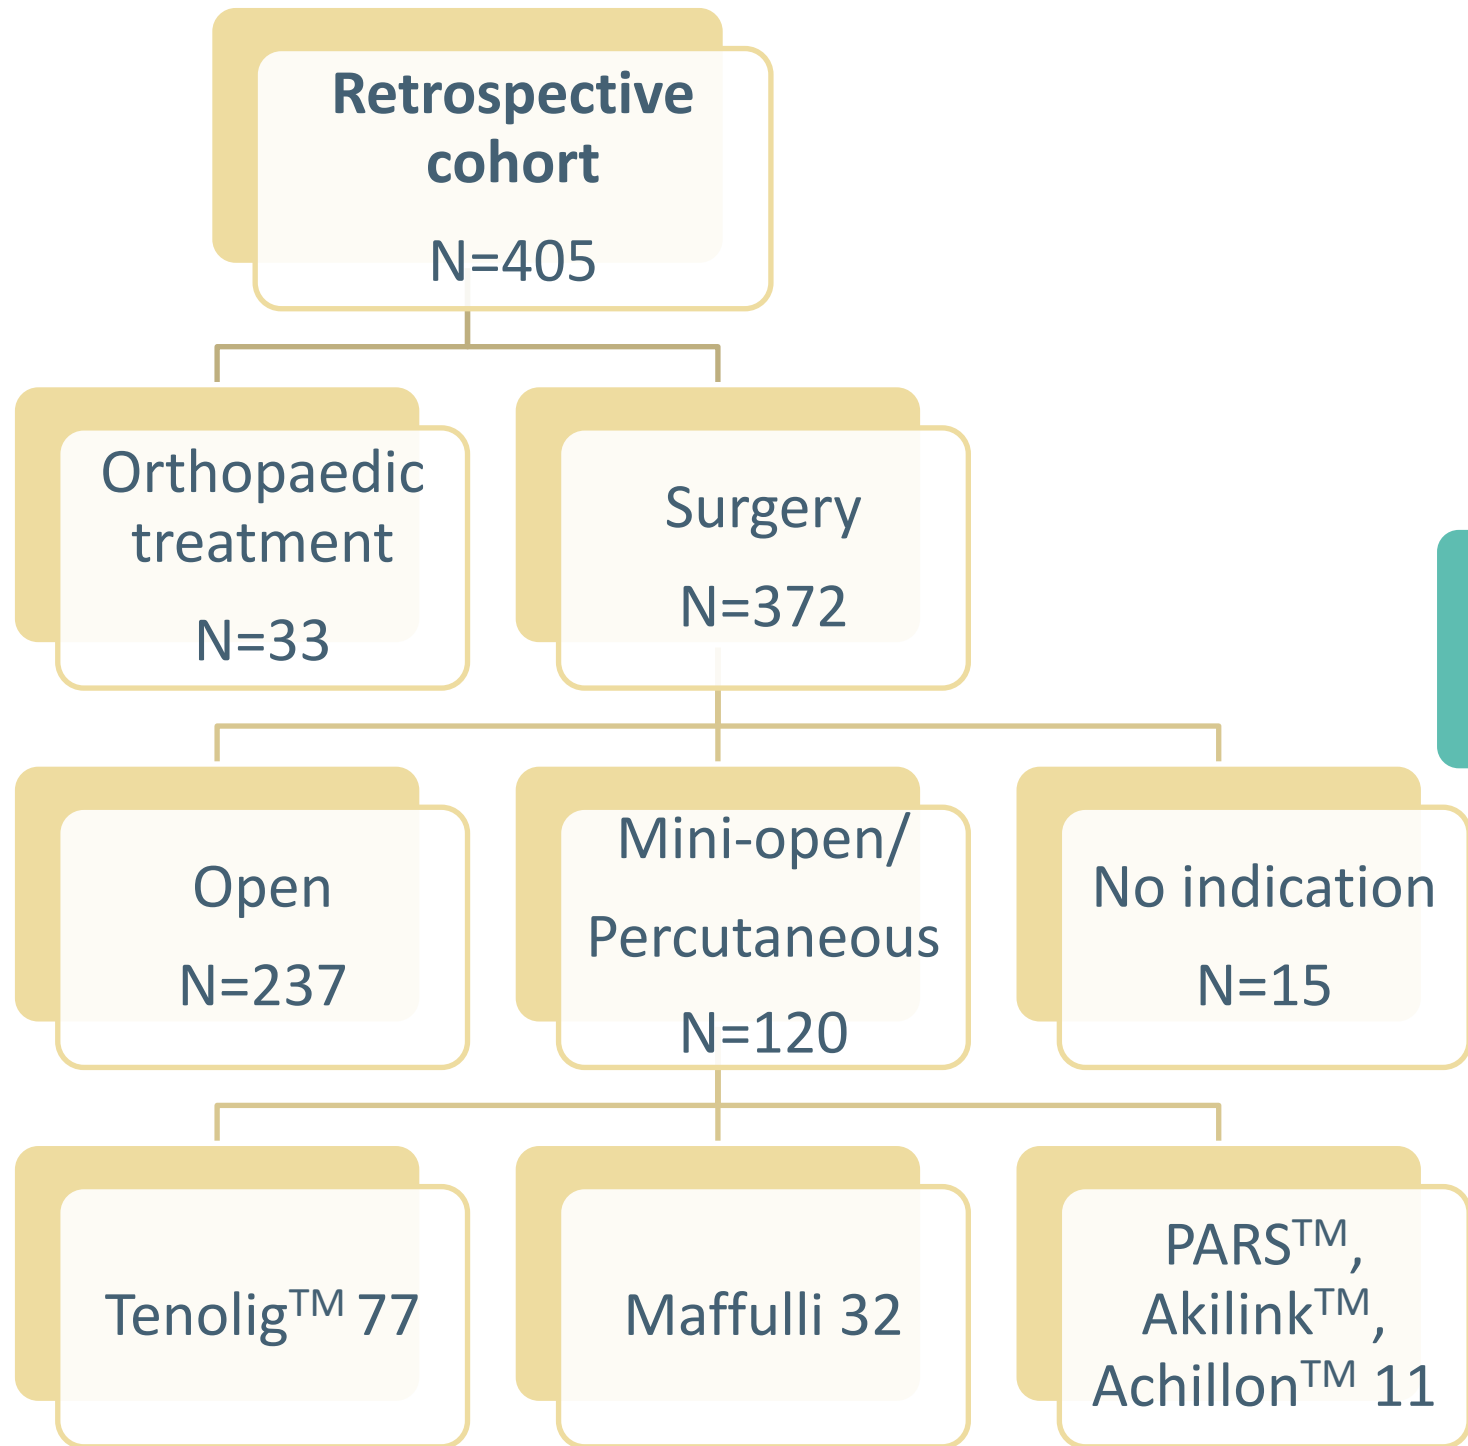 Retrospective
cohort
N=405
Orthopaedic
treatment
N=33
Surgery
N=372
Open
N=237
Mini-open/
Percutaneous
N=120
No indication
N=15
Tenolig™ 77
Maffulli 32
PARS™,
Akilink™,
Achillon™ 11